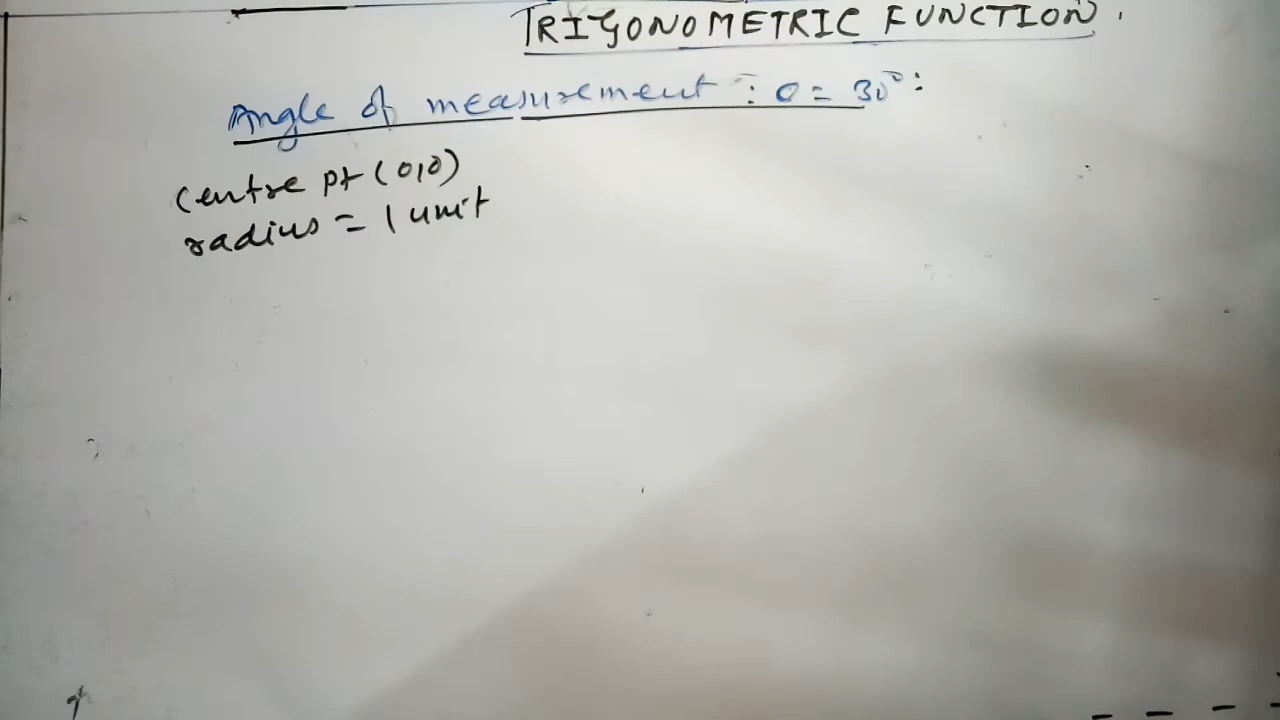 TRIGONOMETRIC FUNCTION.
Angle of measurement : θ = 30° :
Centre pt (0,0)
radius = 1 unit